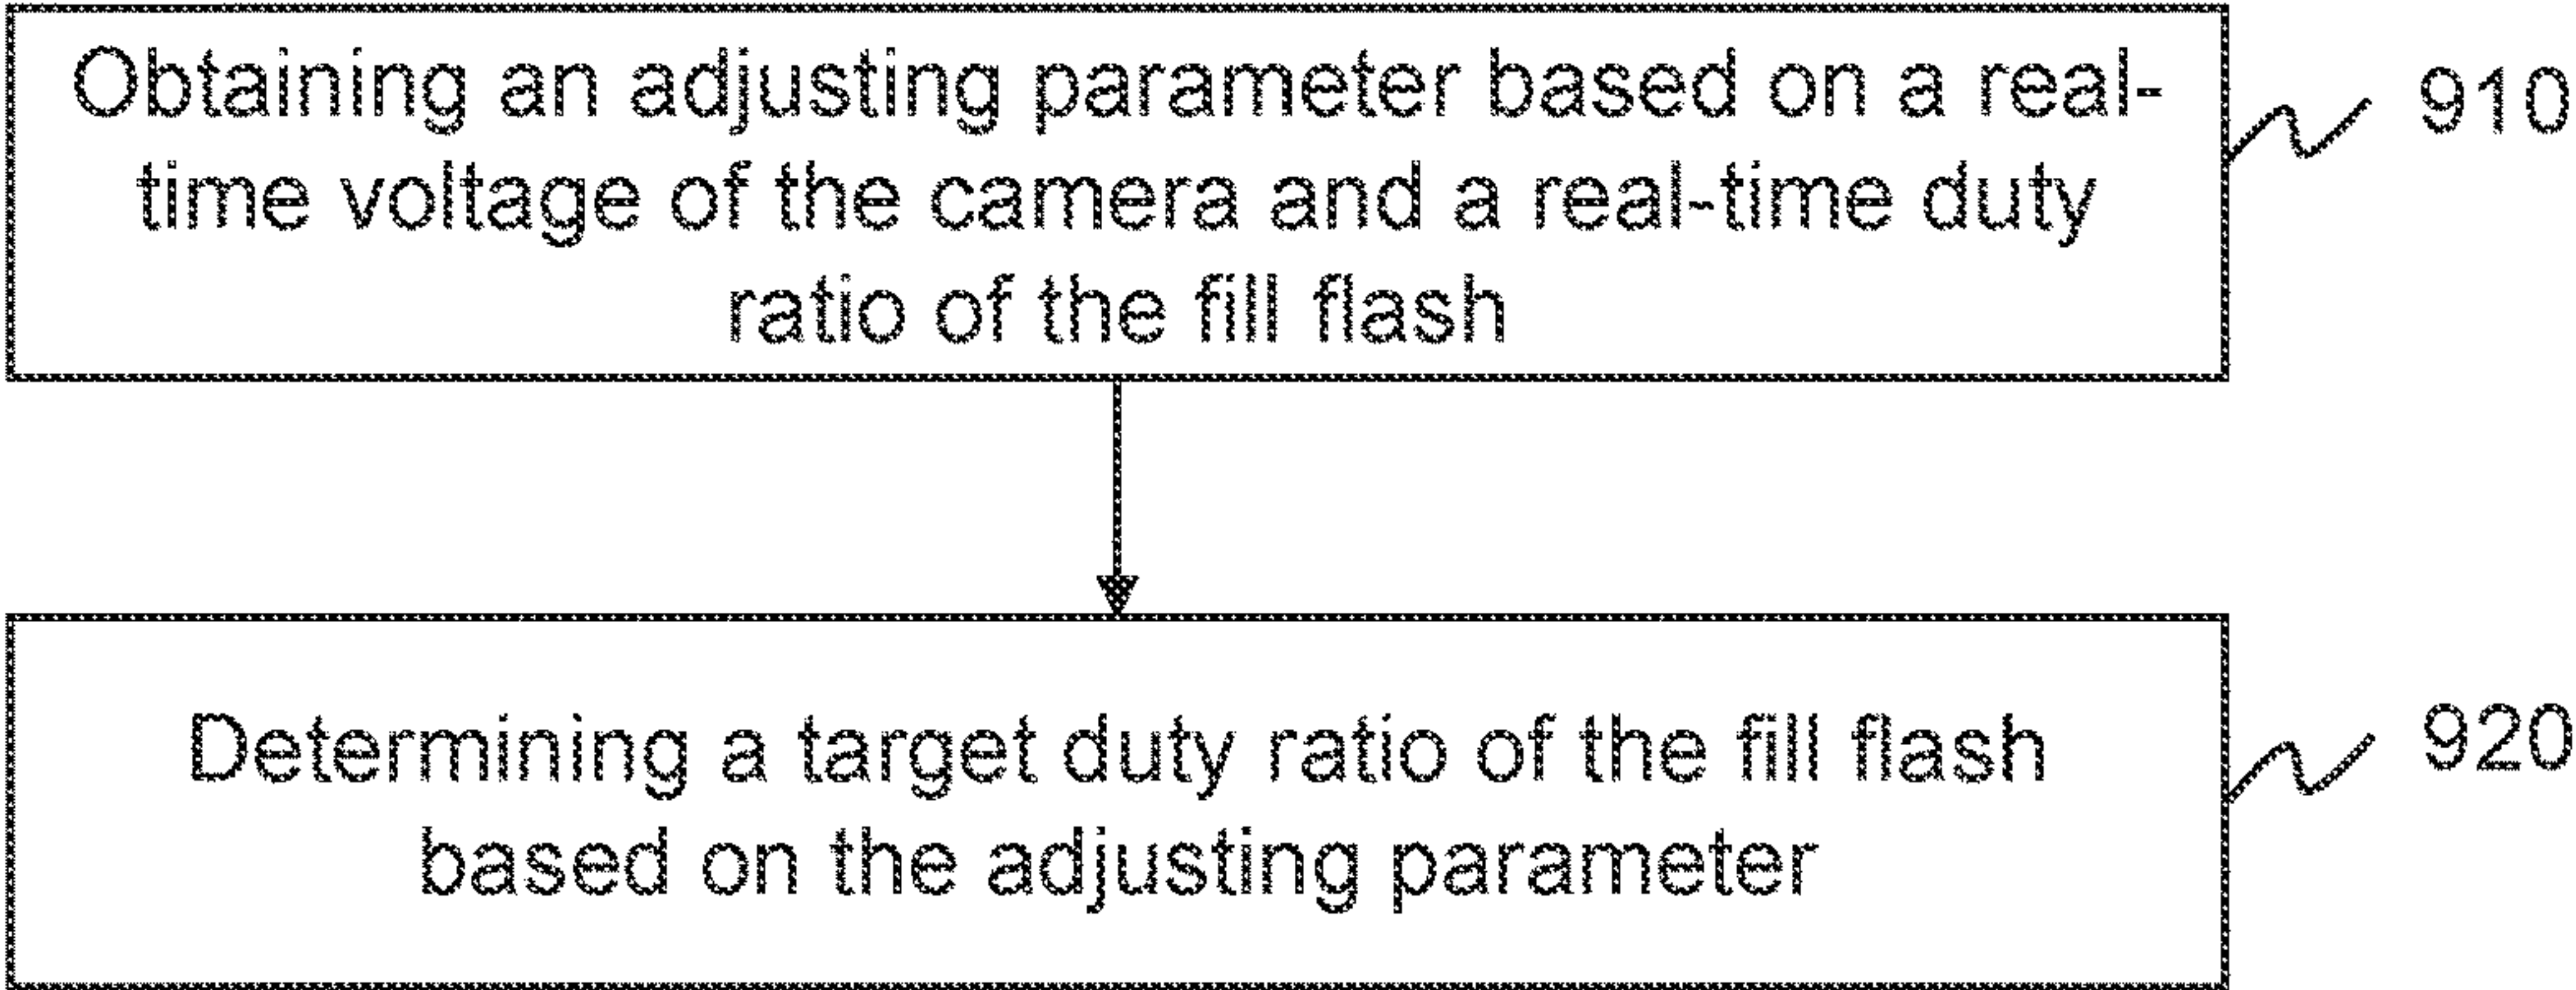 Obtaining an adjusting parameter based on a real-
time voltage of the camera and a real-time duty
ratio of the fill flash
910
Determining a target duty ratio of the fill flash
based on the adjusting parameter
920